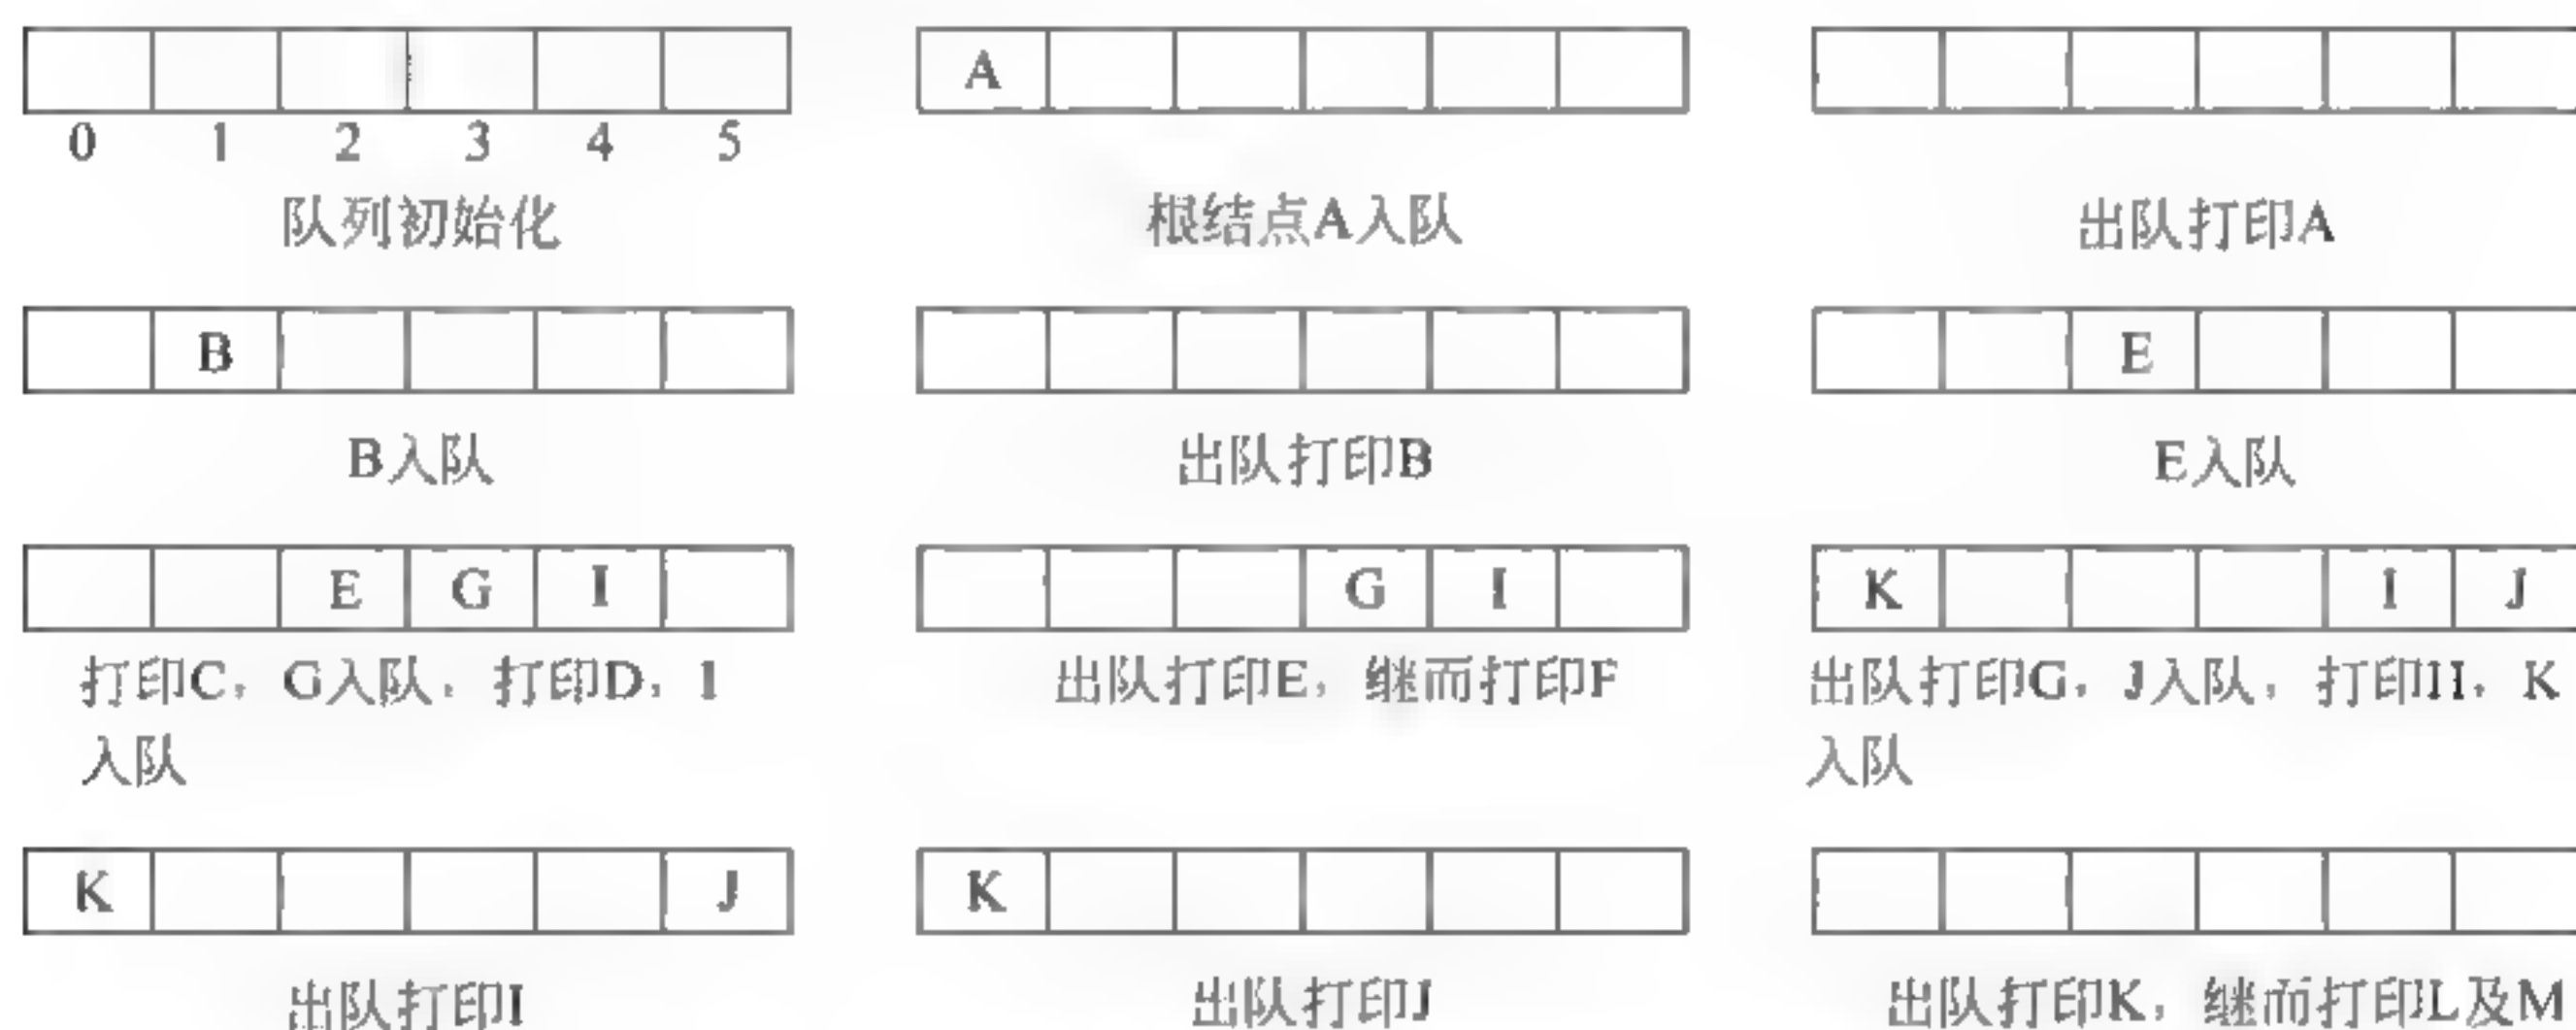 A
0 1 2 3 4 5
队列初始化
根结点A入队
出队打印A
B
E
B入队
出队打印B
E入队
E G I
G I
K I J
打印C，G入队，打印D，I
入队
出队打印E，继而打印F
出队打印G，J入队，打印H，K
入队
K J
K
出队打印I
出队打印J
出队打印K，继而打印L及M